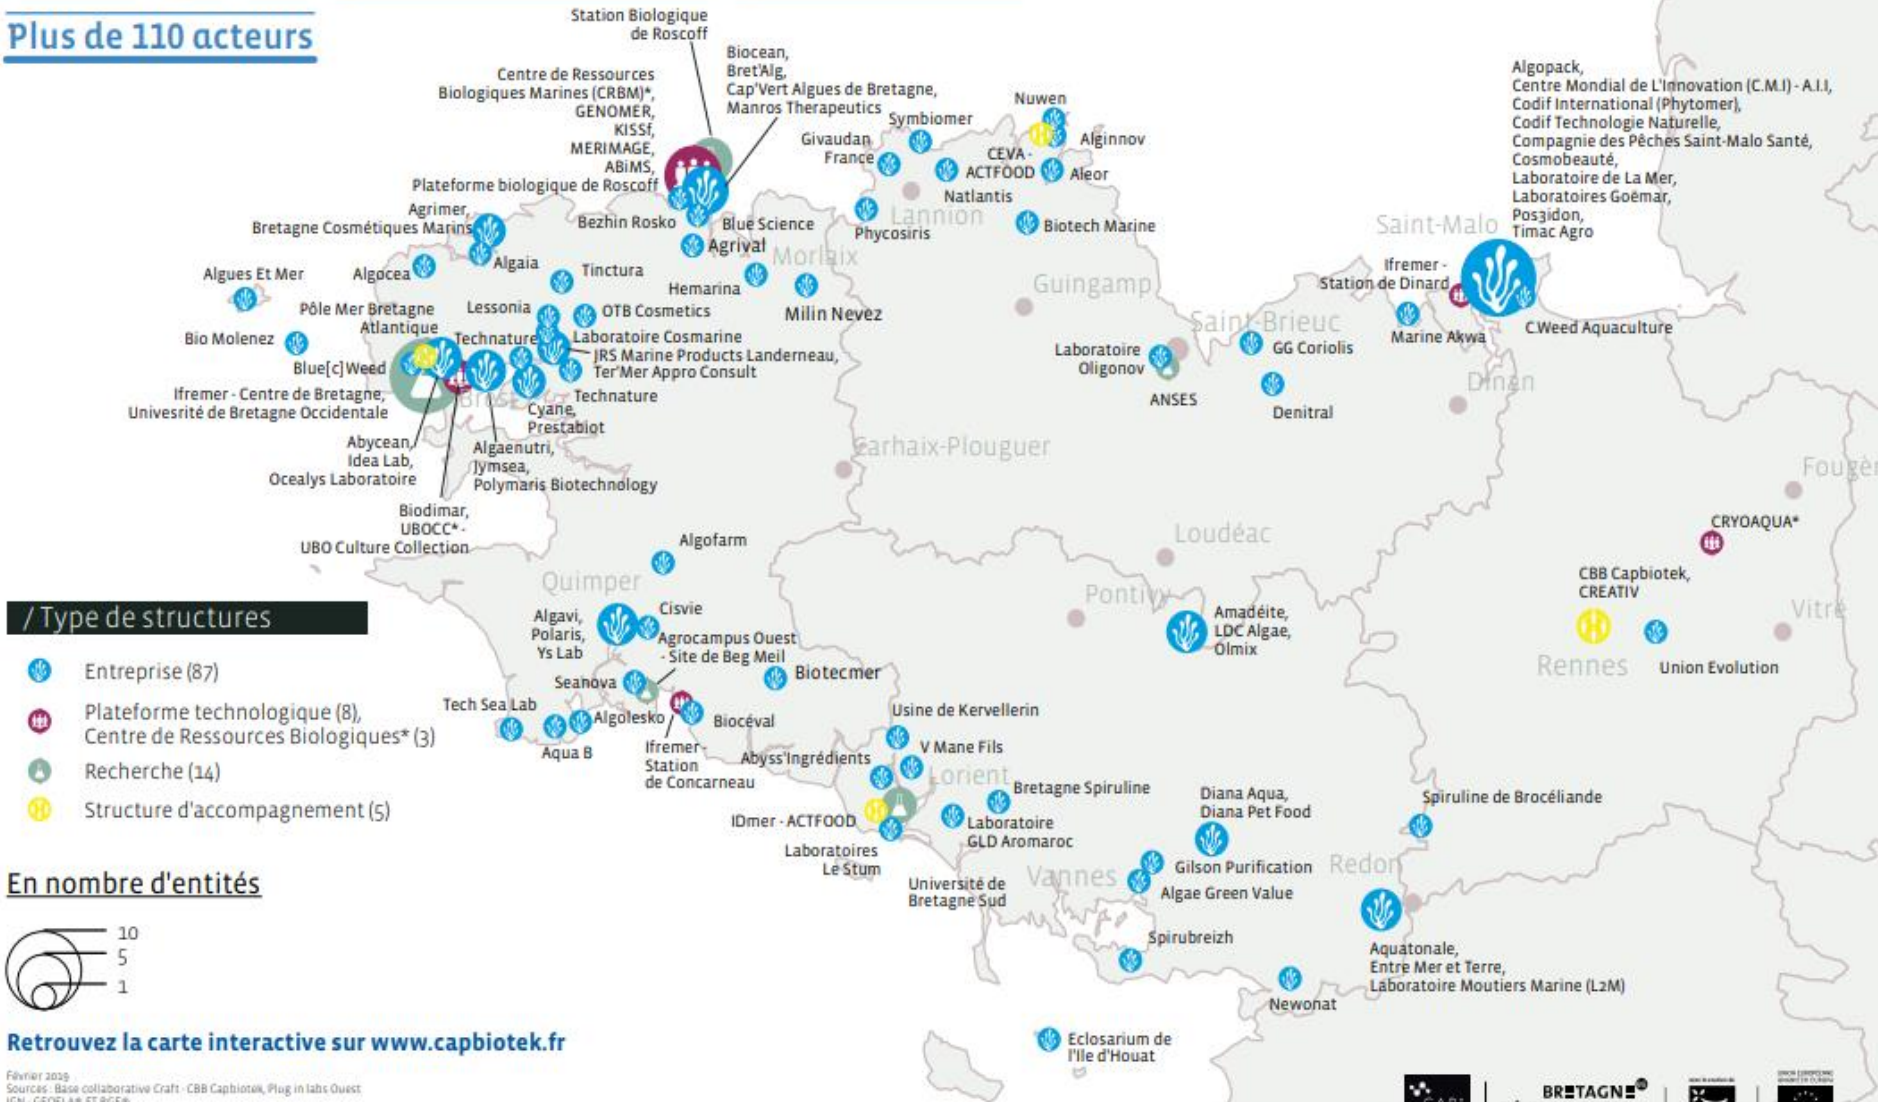 Plus de 110 acteurs
Station Biologique
de Roscoff
Centre de Ressources
Biologiques Marines (CRBM)*,
GENOMER,
KISSf,
MERIMAGE,
ABiMS,
Plateforme biologique de Roscoff
Biocean,
Bret'Alg,
Cap'Vert Algues de Bretagne,
Manros Therapeutics
Symbiomer
Nuwen
Givaudan
France
CEVA -
ACTFOOD
Alginnov
Aleor
Natlantis
Lannion
Phycosiris
Biotech Marine
Algopack,
Centre Mondial de L'Innovation (C.M.I) - A.I.I,
Codif International (Phytomer),
Codif Technologie Naturelle,
Compagnie des Pêches Saint-Malo Santé,
Cosmobeauté,
Laboratoire de La Mer,
Laboratoires Goëmar,
Pos3idon,
Timac Agro
Saint-Malo
Ifremer -
Station de Dinard
Marine Akwa
C.Weed Aquaculture
Agrimer,
Bretagne Cosmétiques Marins
Bezhin Rosko
Blue Science
Agrival
Morlaix
Algaia
Algocea
Algues Et Mer
Tinctura
Hemarina
Milin Nevez
Guingamp
Pôle Mer Bretagne
Atlantique
Lessonia
OTB Cosmetics
Bio Molenez
Technature
Laboratoire Cosmarine
JRS Marine Products Landerneau,
Ter'Mer Appro Consult
Blue[c]Weed
Technature
Ifremer - Centre de Bretagne,
Univesrité de Bretagne Occidentale
Brest
Cyane,
Prestabiot
Abycean,
Idea Lab,
Ocealys Laboratoire
Algaenutri,
Jymsea,
Polymaris Biotechnology
Biodimar,
UBOCC* -
UBO Culture Collection
Saint-Brieuc
Laboratoire
Oligonov
ANSES
GG Coriolis
Denitral
Dinan
Carhaix-Plouguer
Loudéac
CRYOAQUA*
CBB Capbiotek,
CREATIV
Vitré
Rennes
Union Evolution
Algofarm
Quimper
Algavi,
Polaris,
Ys Lab
Cisvie
Agrocampus Ouest
- Site de Beg Meil
Seanova
Biotecmer
Tech Sea Lab
Algolesko
Aqua B
Biocéval
Ifremer -
Station
de Concarneau
Pontivy
Amadéite,
LDC Algae,
Olmix
Usine de Kervellerin
V Mane Fils
Abyss'Ingrédients
Lorient
Bretagne Spiruline
IDmer - ACTFOOD
Laboratoire
GLD Aromaroc
Laboratoires
Le Stum
Université de
Bretagne Sud
Vannes
Diana Aqua,
Diana Pet Food
Gilson Purification
Algae Green Value
Spiruline de Brocéliande
Redon
Aquatonale,
Entre Mer et Terre,
Laboratoire Moutiers Marine (L2M)
Spirubreizh
Newonat
Eclosarium de
l'Ile d'Houat
/ Type de structures
Entreprise (87)
Plateforme technologique (8),
Centre de Ressources Biologiques* (3)
Recherche (14)
Structure d'accompagnement (5)
En nombre d'entités
10
5
1
Retrouvez la carte interactive sur www.capbiotek.fr
Février 2019
Sources : Base collaborative Craft - CBB Capbiotek, Plug in labs Ouest
BRETAGNE